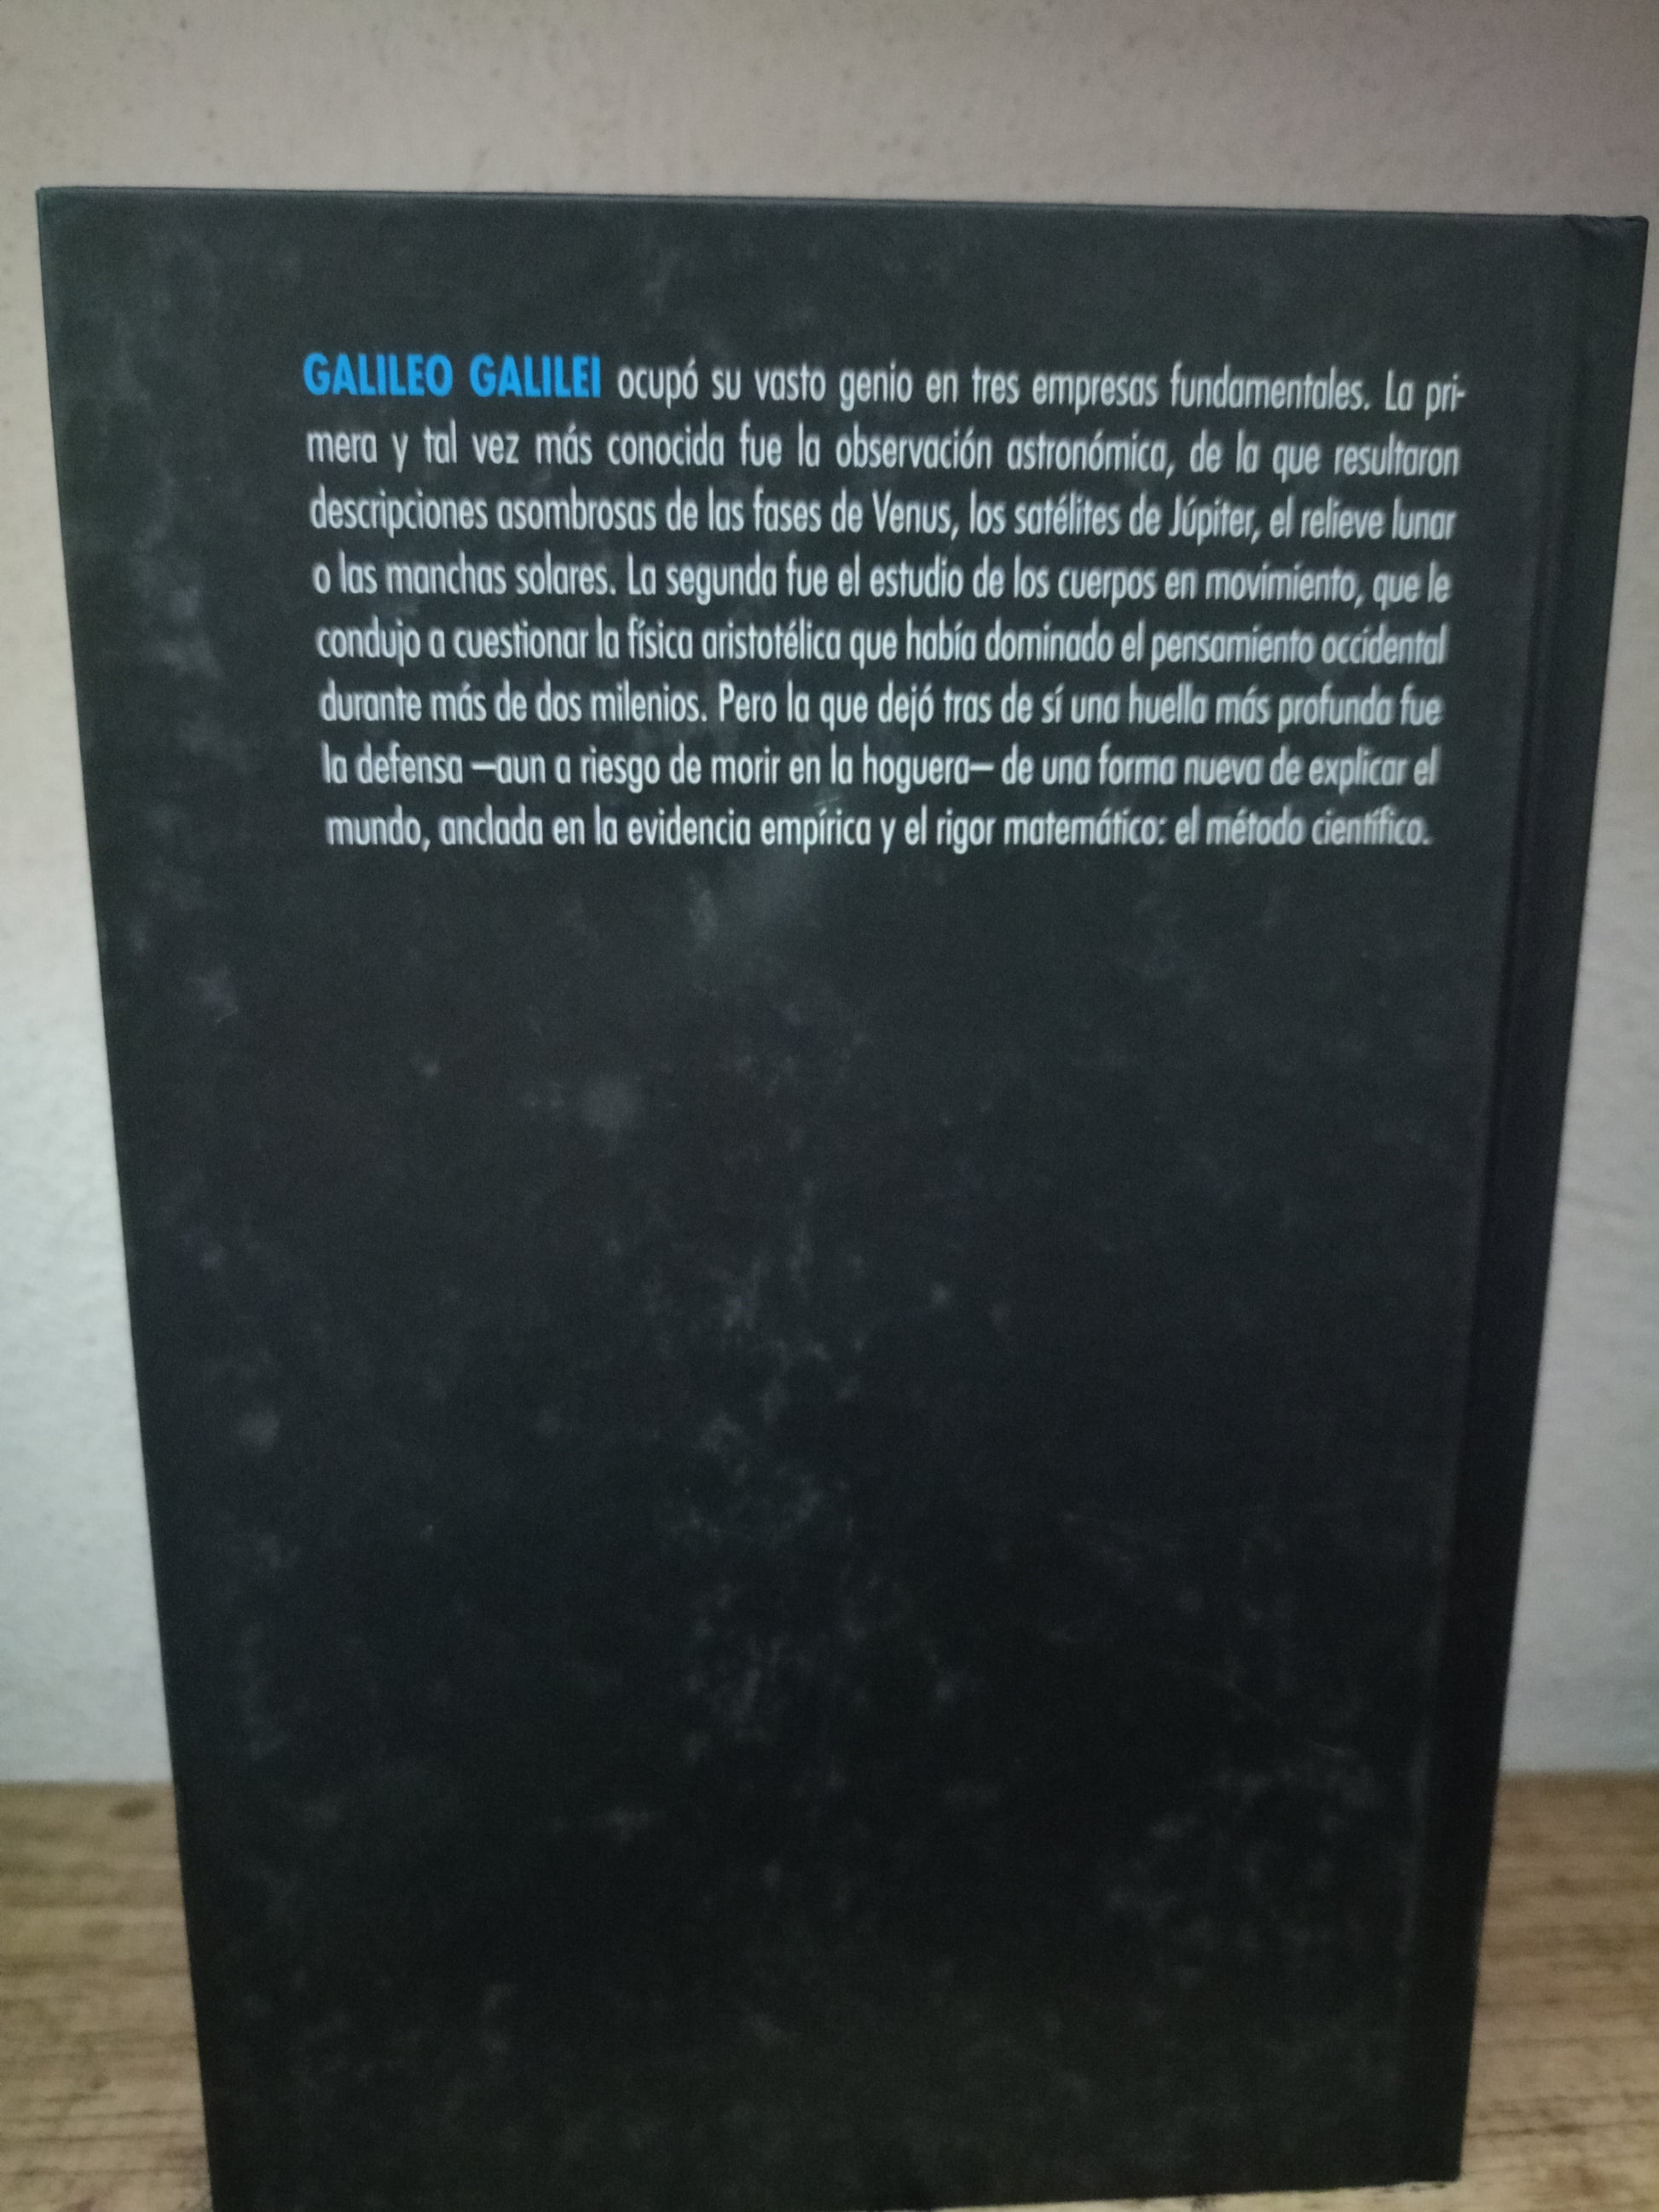 GALILEO GALILEI ocupó su vasto genio en tres empresas fundamentales. La pri-
mera y tal vez más conocida fue la observación astronómica, de la que resultaron
descripciones asombrosas de las fases de Venus, los satélites de Júpiter, el relieve lunar
o las manchas solares. La segunda fue el estudio de los cuerpos en movimiento, que le
condujo a cuestionar la física aristotélica que había dominado el pensamiento occidental
durante más de dos milenios. Pero la que dejó tras de sí una huella más profunda fue
la defensa —aun a riesgo de morir en la hoguera— de una forma nueva de explicar el
mundo, anclada en la evidencia empírica y el rigor matemático: el método científico.